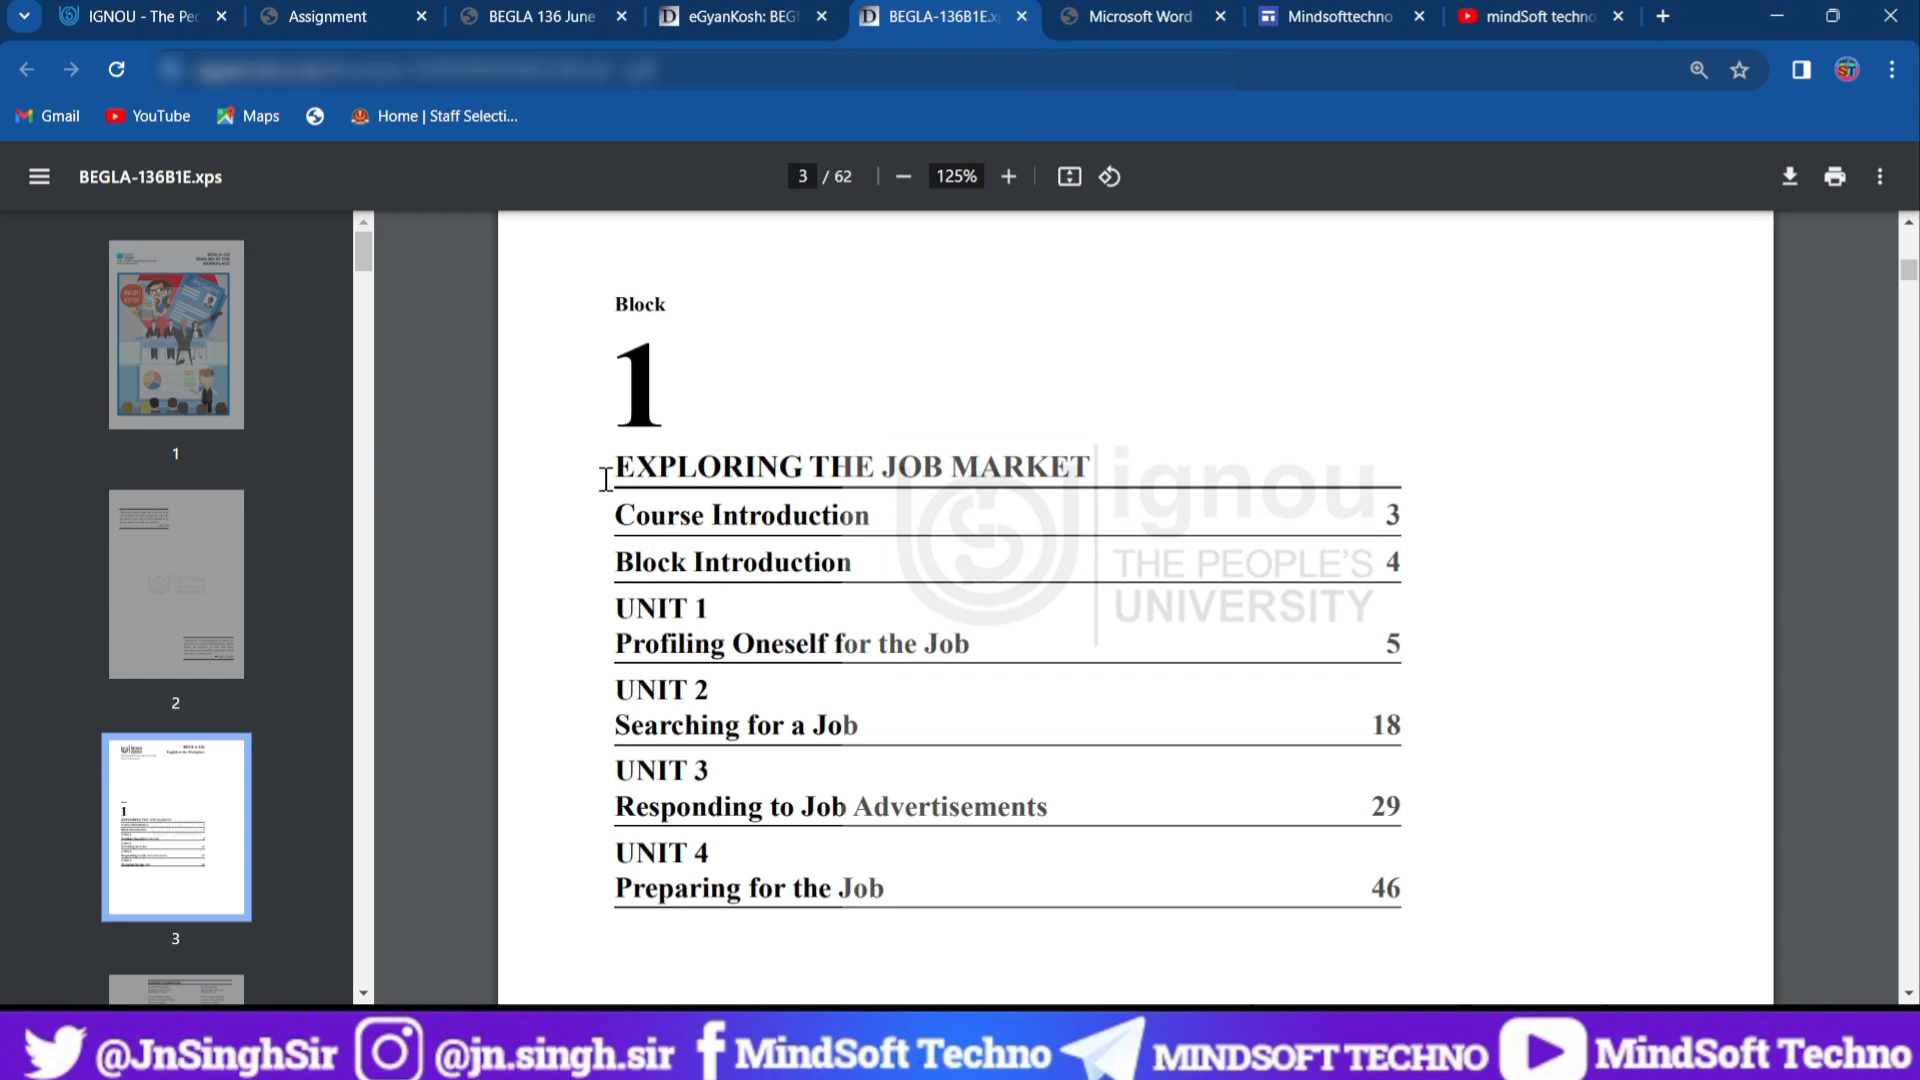 IGNOU - The Pec
Assignment
BEGLA 136 June
eGyanKosh: BEGL
BEGLA-136B1E.x
Microsoft Word
Mindsofttechno
mindSoft techno
Gmail
YouTube
Maps
Home | Staff Selecti...
BEGLA-136B1E.xps
3 / 62
125%
1
2
3
Block
1
EXPLORING THE JOB MARKET
Course Introduction 3
Block Introduction 4
UNIT 1
Profiling Oneself for the Job 5
UNIT 2
Searching for a Job 18
UNIT 3
Responding to Job Advertisements 29
UNIT 4
Preparing for the Job 46
ignou
THE PEOPLE'S
UNIVERSITY
@JnSinghSir
@jn.singh.sir
MindSoft Techno
MINDSOFT TECHNO
MindSoft Techno